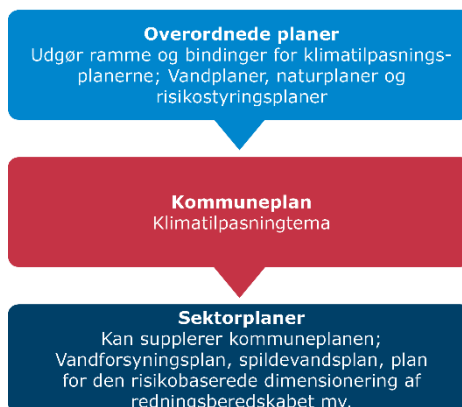 Overordnede planer
Udgør ramme og bindinger for klimatilpasnings-
planerne; Vandplaner, naturplaner og
risikostyringsplaner
Kommuneplan
Klimatilpasningtema
Sektorplaner
Kan supplerer kommuneplanen;
Vandforsyningsplan, spildevandsplan, plan
for den risikobaserede dimensionering af
redningsberedskabet mv.